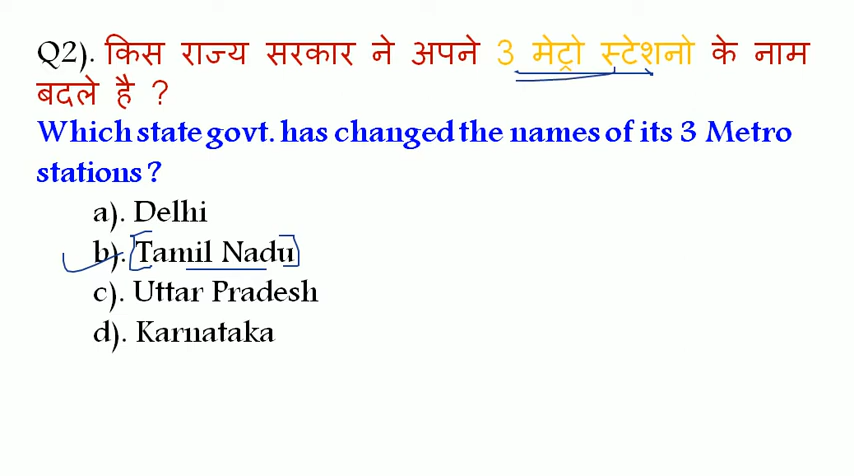 Q2). किस राज्य सरकार ने अपने 3 मेट्रो स्टेशनो के नाम
बदले है ?
Which state govt. has changed the names of its 3 Metro
stations ?
a). Delhi
b). Tamil Nadu
c). Uttar Pradesh
d). Karnataka